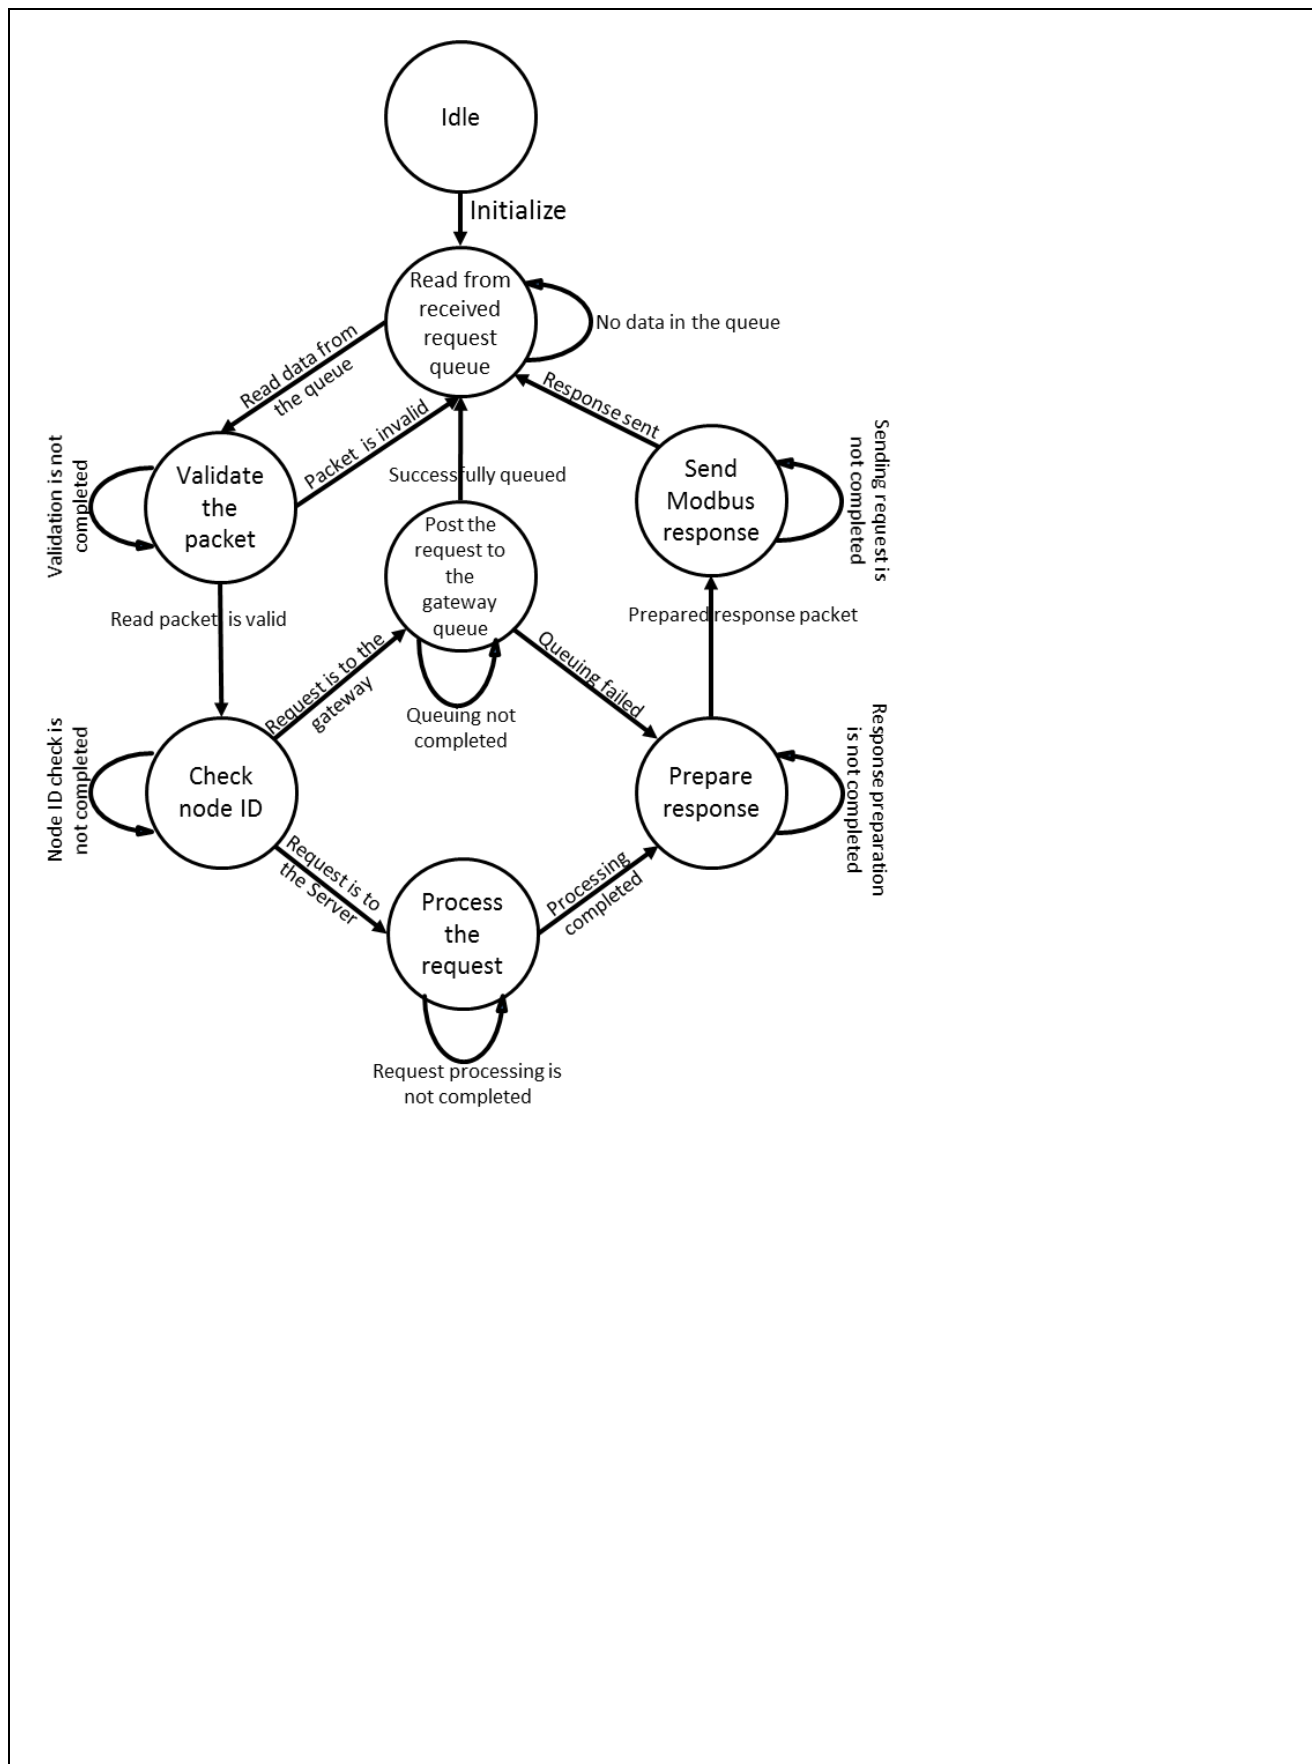 Idle
Initialize
Read from
received
request
queue
No data in the queue
Read data from
the queue
Packet is invalid
Response sent
Validation is not
completed
Validate
the
packet
Successfully queued
Send
Modbus
response
Sending request is
not completed
Post the
request to
the
gateway
queue
Read packet is valid
Prepared response packet
Request is to the
gateway
Queuing failed
Queuing not
completed
Node ID check is
not completed
Check
node ID
Prepare
response
Response preparation
is not completed
Request is to
the Server
Process
the
request
Processing
completed
Request processing is
not completed